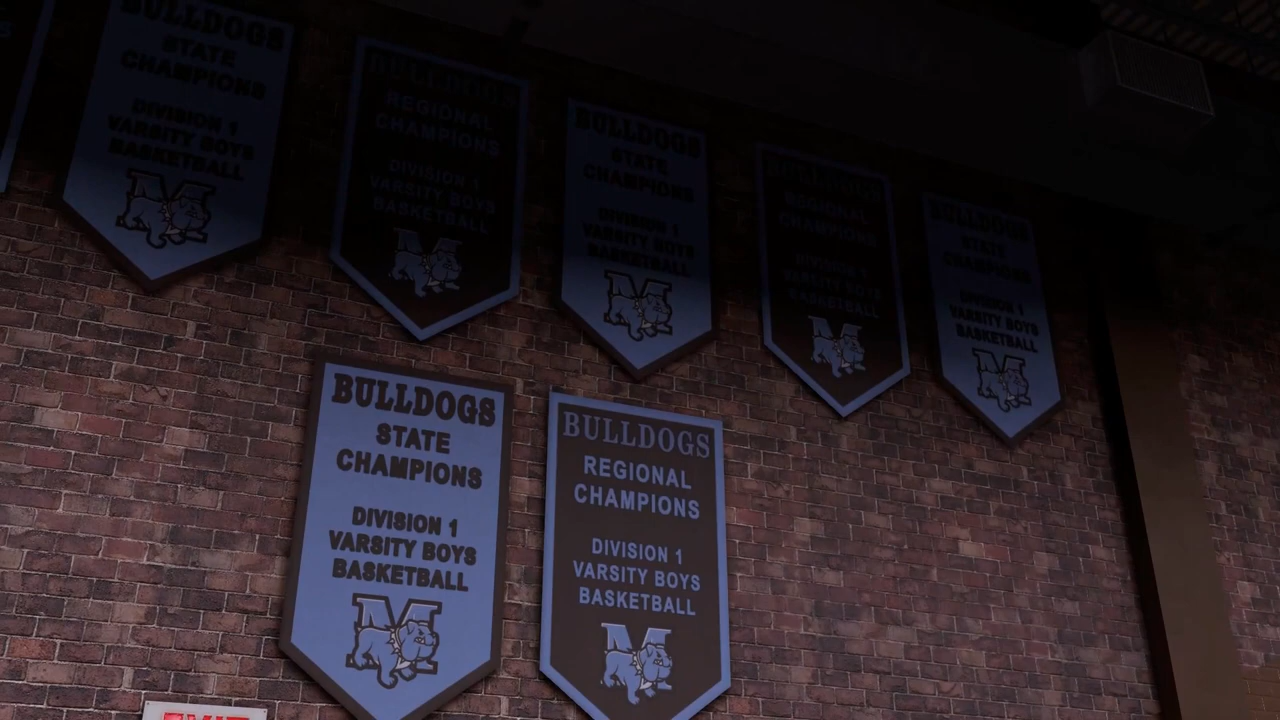 BULLDOGS
STATE
CHAMPIONS
DIVISION 1
VARSITY BOYS
BASKETBALL
M
BULLDOGS
REGIONAL
CHAMPIONS
DIVISION 1
VARSITY BOYS
BASKETBALL
M
BULLDOGS
STATE
CHAMPIONS
DIVISION 1
VARSITY BOYS
BASKETBALL
M
BULLDOGS
REGIONAL
CHAMPIONS
DIVISION 1
VARSITY BOYS
BASKETBALL
M
BULLDOGS
STATE
CHAMPIONS
DIVISION 1
VARSITY BOYS
BASKETBALL
M
BULLDOGS
STATE
CHAMPIONS
DIVISION 1
VARSITY BOYS
BASKETBALL
M
BULLDOGS
REGIONAL
CHAMPIONS
DIVISION 1
VARSITY BOYS
BASKETBALL
M
EXIT